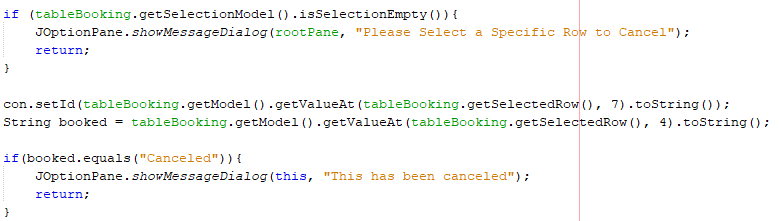 if (tableBooking.getSelectionModel().isSelectionEmpty()){
JOptionPane.showMessageDialog(rootPane, "Please Select a Specific Row to Cancel");
return;
}
con.setId(tableBooking.getModel().getValueAt(tableBooking.getSelectedRow(), 7).toString());
String booked = tableBooking.getModel().getValueAt(tableBooking.getSelectedRow(), 4).toString();
if(booked.equals("Canceled")){
JOptionPane.showMessageDialog(this, "This has been canceled");
return;
}